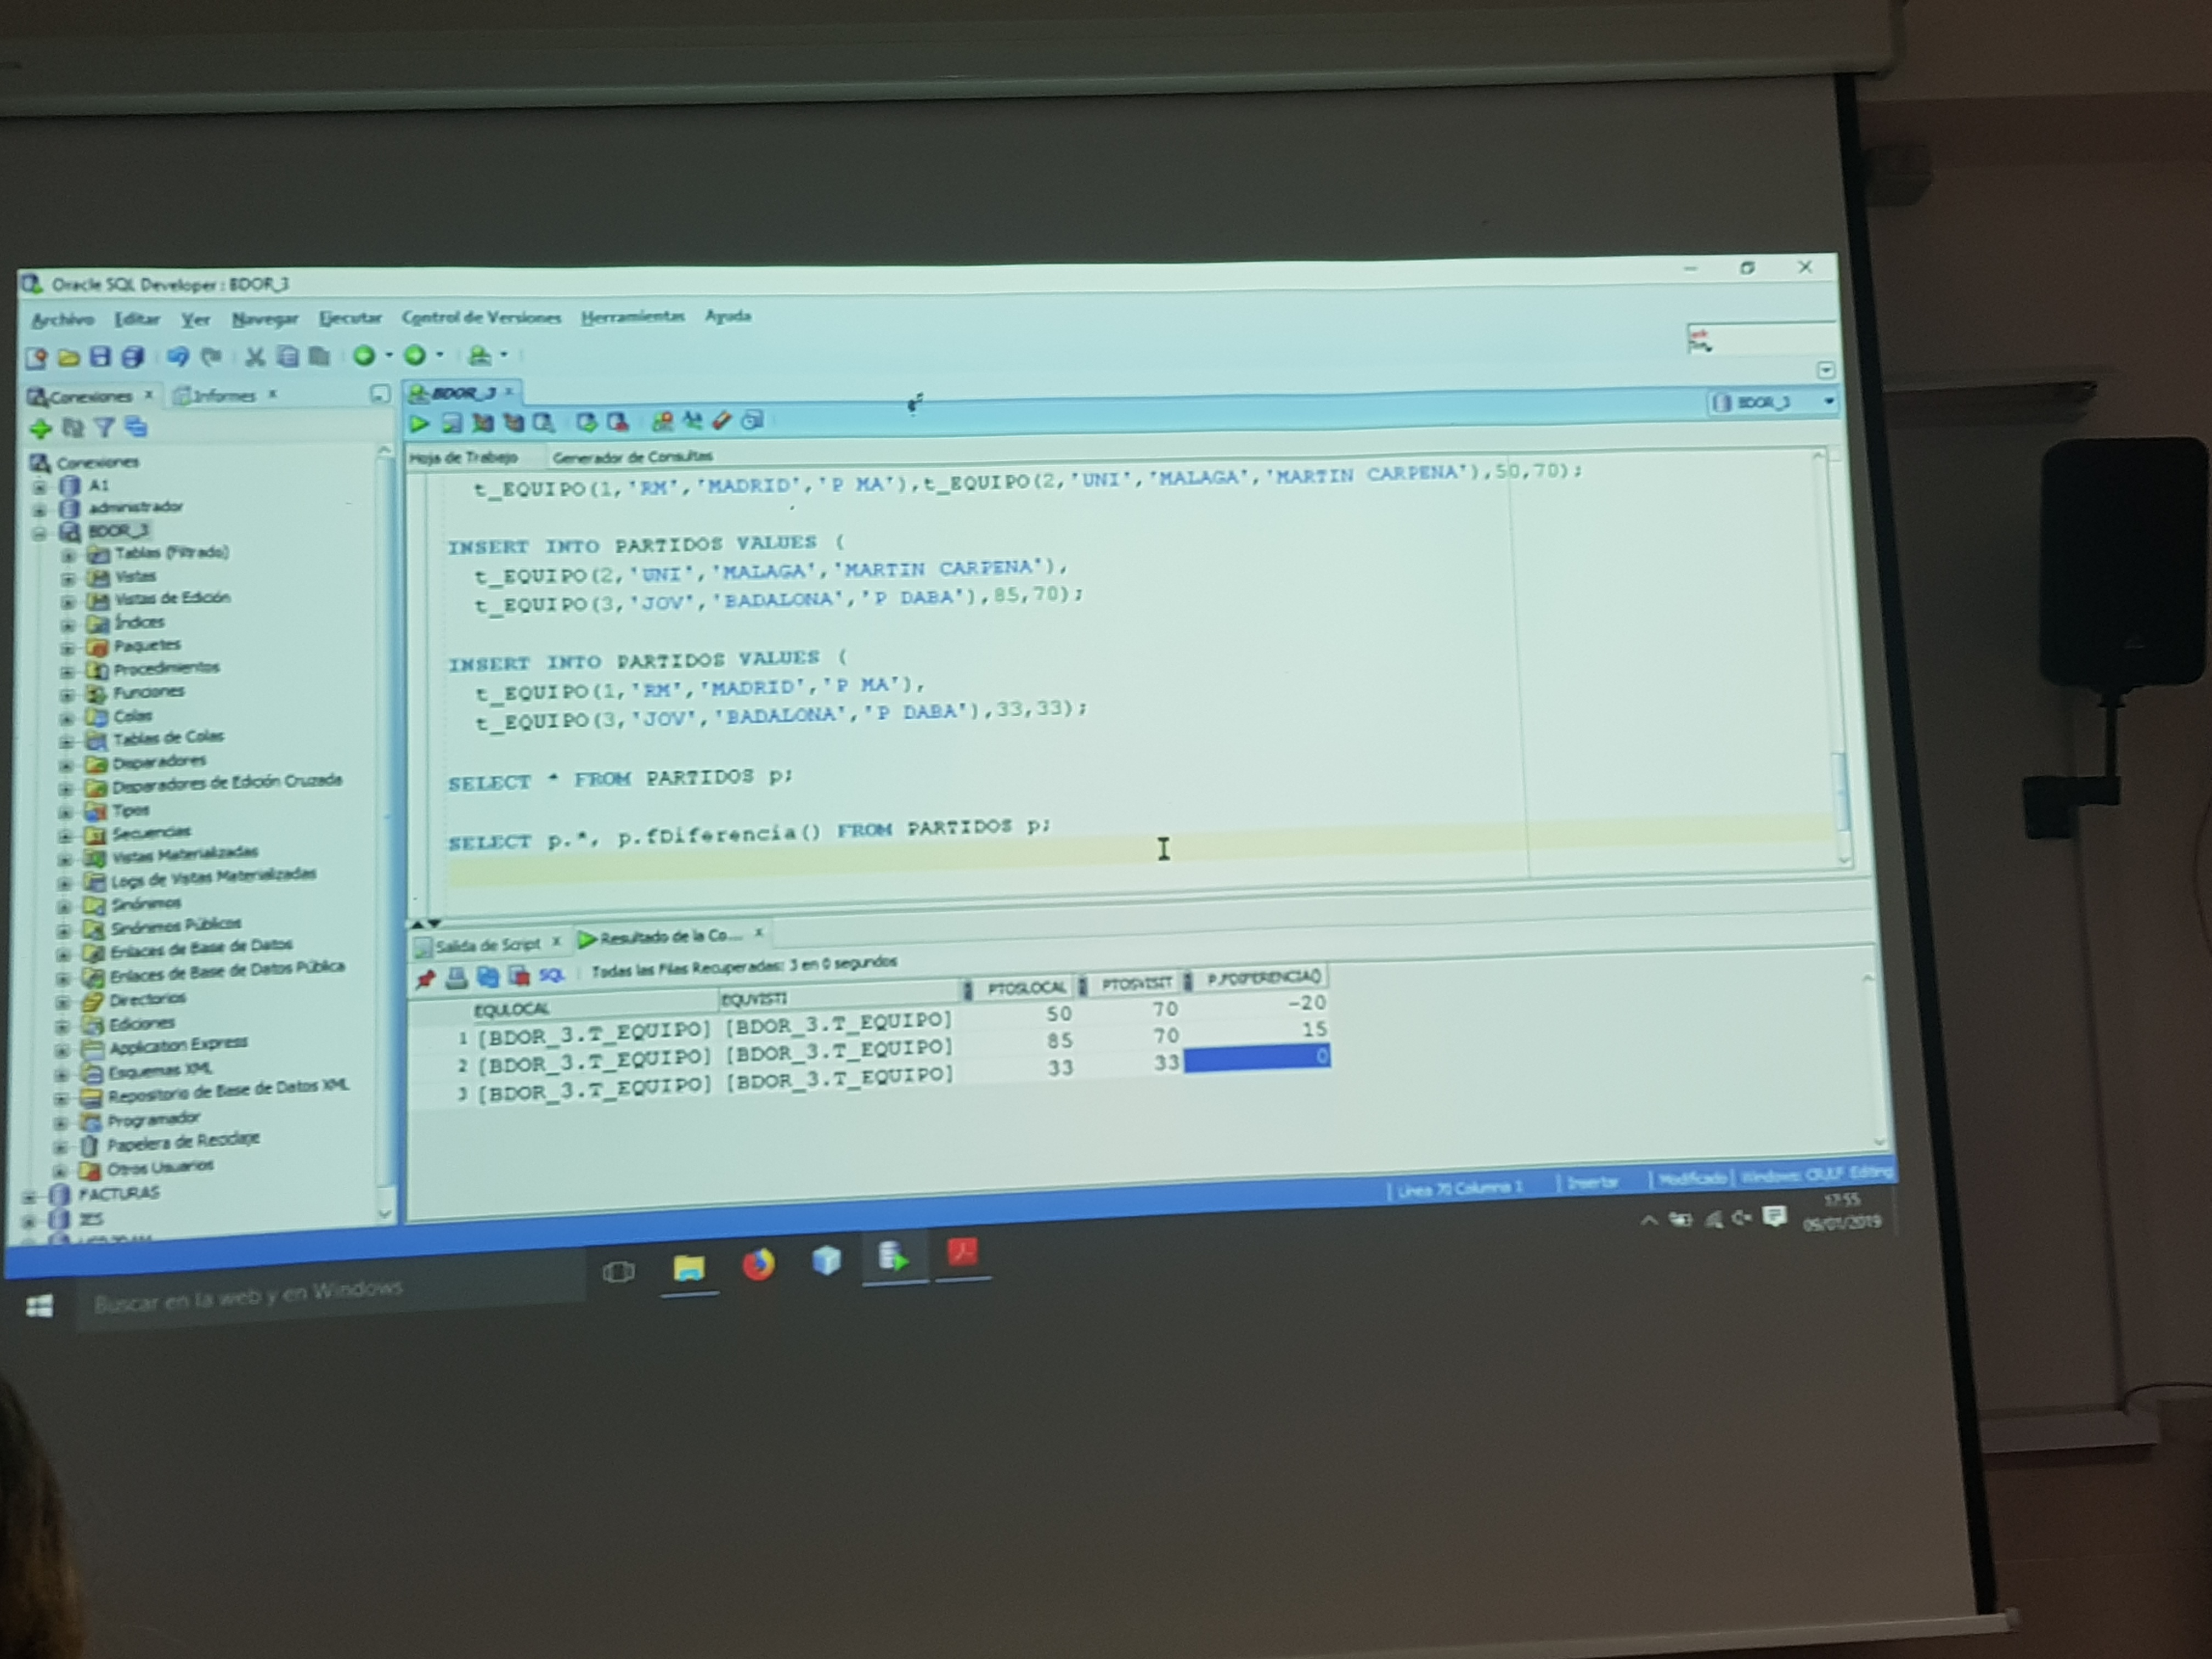 Oracle SQL Developer : BDOR_3
Archivo Editar Ver Navegar Ejecutar Control de Versiones Herramientas Ayuda
Conexiones x Informes x
BDOR_3 x
BDOR_3
Hoja de Trabajo Generador de Consultas
Conexiones
A1
administrador
BDOR_3
Tablas (Filtrado)
Vistas
Vistas de Edición
Índices
Paquetes
Procedimientos
Funciones
Colas
Tablas de Colas
Disparadores
Disparadores de Edición Cruzada
Tipos
Secuencias
Vistas Materializadas
Logs de Vistas Materializadas
Sinónimos
Sinónimos Públicos
Enlaces de Base de Datos
Enlaces de Base de Datos Pública
Directorios
Ediciones
Application Express
Esquemas XML
Repositorio de Base de Datos XML
Programador
Papelera de Reciclaje
Otros Usuarios
FACTURAS
IES
t_EQUIPO(1,'RM','MADRID','P MA'),t_EQUIPO(2,'UNI','MALAGA','MARTIN CARPENA'),50,70);
INSERT INTO PARTIDOS VALUES (
t_EQUIPO(2,'UNI','MALAGA','MARTIN CARPENA'),
t_EQUIPO(3,'JOV','BADALONA','P DABA'),85,70);
INSERT INTO PARTIDOS VALUES (
t_EQUIPO(1,'RM','MADRID','P MA'),
t_EQUIPO(3,'JOV','BADALONA','P DABA'),33,33);
SELECT * FROM PARTIDOS p;
SELECT p.*, p.fDiferencia() FROM PARTIDOS p;
Salida de Script x Resultado de la Co... x
SQL Todas las Filas Recuperadas: 3 en 0 segundos
EQULOCAL EQUVISTI PTOSLOCAL PTOSVISIT P.FDIFERENCIA()
1 [BDOR_3.T_EQUIPO] [BDOR_3.T_EQUIPO] 50 70 -20
2 [BDOR_3.T_EQUIPO] [BDOR_3.T_EQUIPO] 85 70 15
3 [BDOR_3.T_EQUIPO] [BDOR_3.T_EQUIPO] 33 33 0
Línea 70 Columna 1 Insertar Modificado Windows: CR/LF Editing
Buscar en la web y en Windows
17:55
09/01/2019